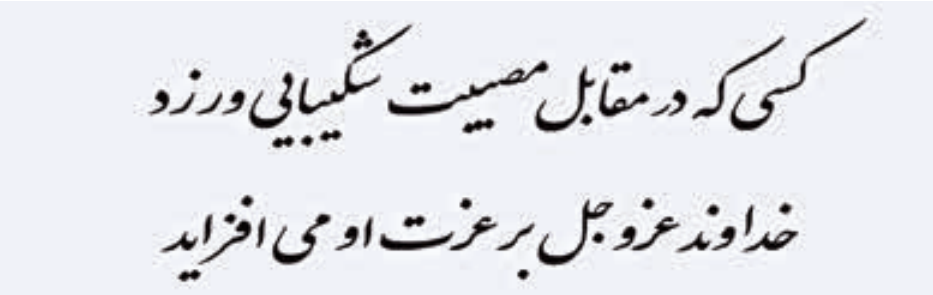 کسی که در مقابل مصیبت شکیبایی ورزد
خداوند عزوجل بر عزت او می افزاید